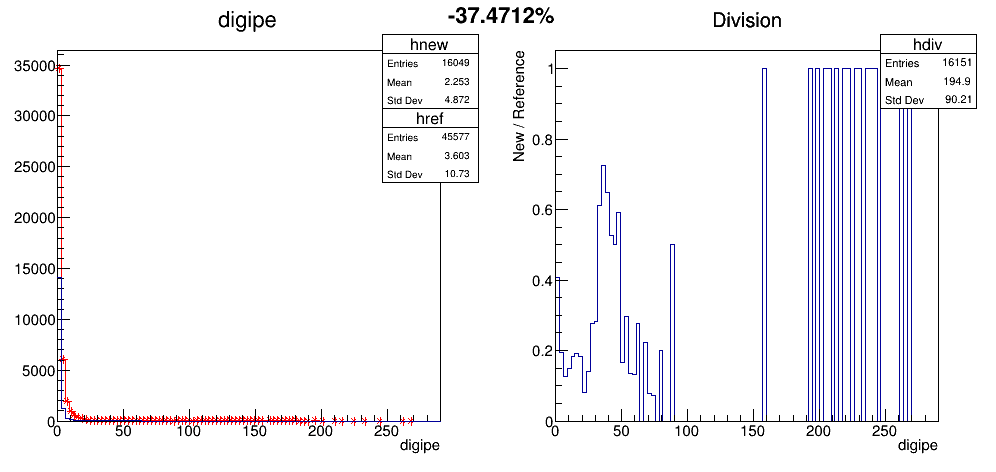 -37.4712%
digipe
hnew
Entries 16049
Mean 2.253
Std Dev 4.872
href
Entries 45577
Mean 3.603
Std Dev 10.73
35000
30000
25000
20000
15000
10000
5000
0
0 50 100 150 200 250
digipe
Division
hdiv
Entries 16151
Mean 194.9
Std Dev 90.21
New / Reference
1
0.8
0.6
0.4
0.2
0
0 50 100 150 200 250
digipe